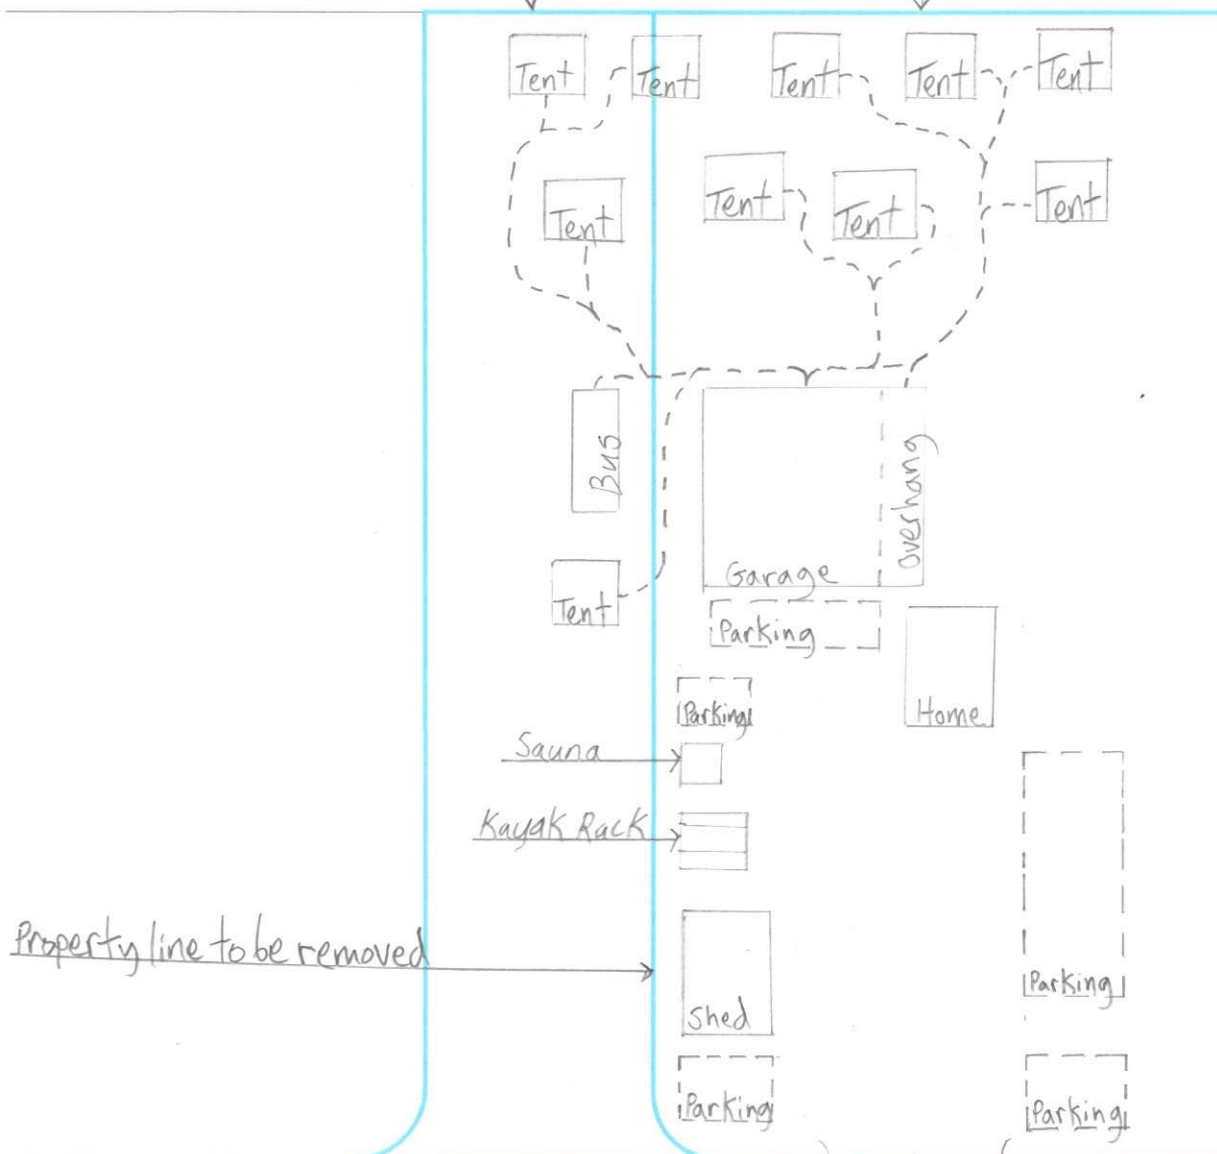 Tent
Tent
Tent
Tent
Tent
Tent
Tent
Tent
Tent
Bus
Overhang
Garage
Tent
Parking
Parking
Home
Sauna
Kayak Rack
Property line to be removed
Parking
Shed
Parking
Parking